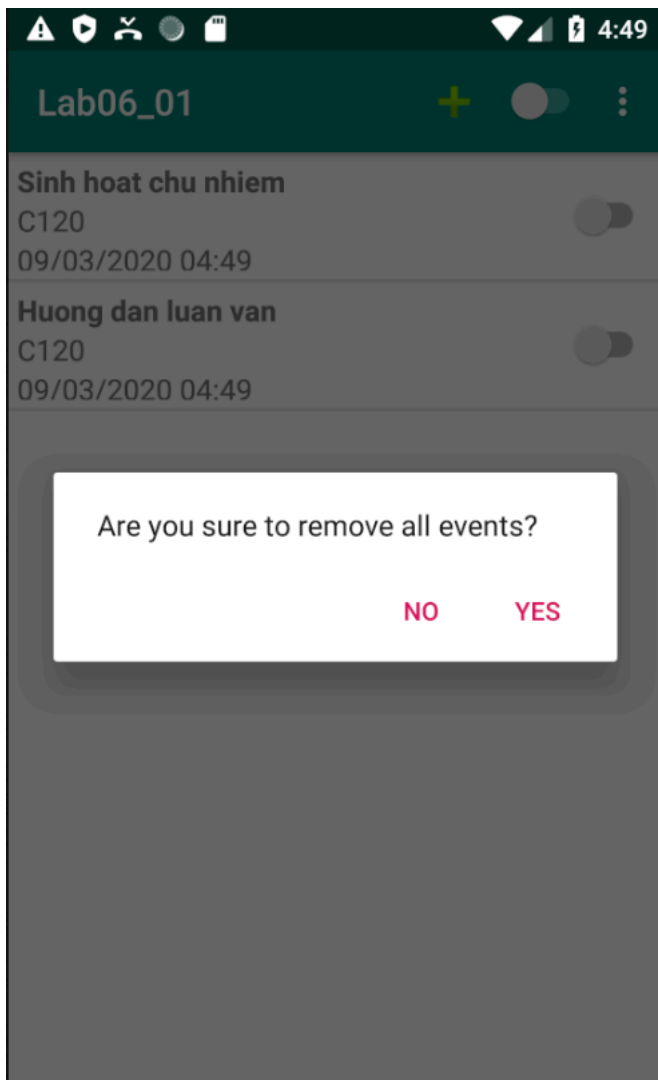 4:49
Lab06_01
Sinh hoat chu nhiem
C120
09/03/2020 04:49
Huong dan luan van
C120
09/03/2020 04:49
Are you sure to remove all events?
NO YES